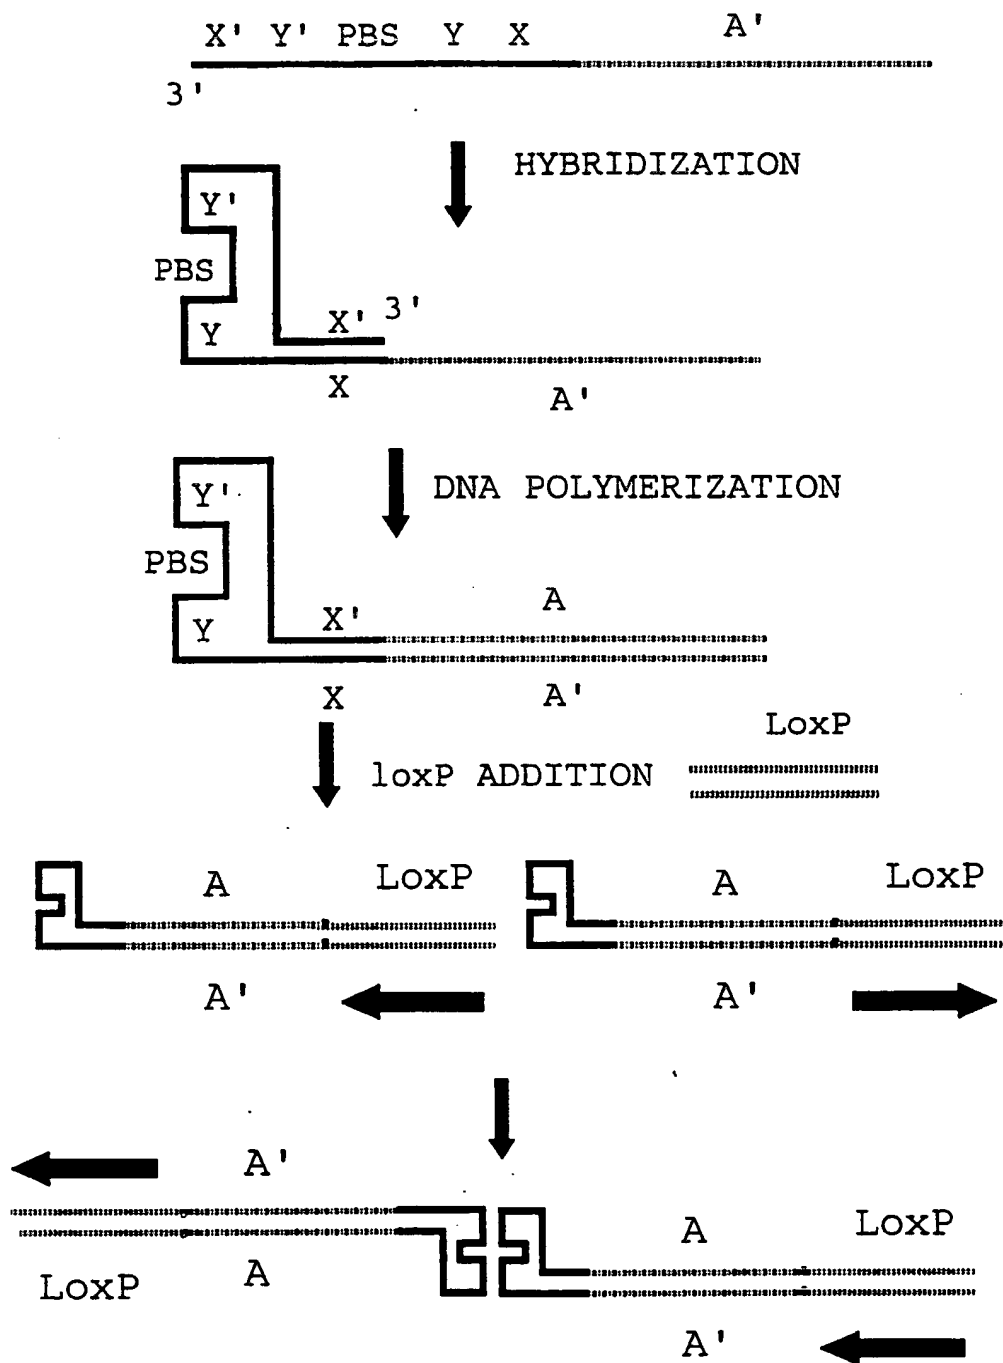 X' Y' PBS Y X A'
3'
HYBRIDIZATION
Y'
PBS
Y X' 3'
X A'
DNA POLYMERIZATION
Y'
PBS
A
Y X'
X A'
LoxP
loxP ADDITION
A LoxP A LoxP
A' A'
A'
A LoxP
LoxP A
A'